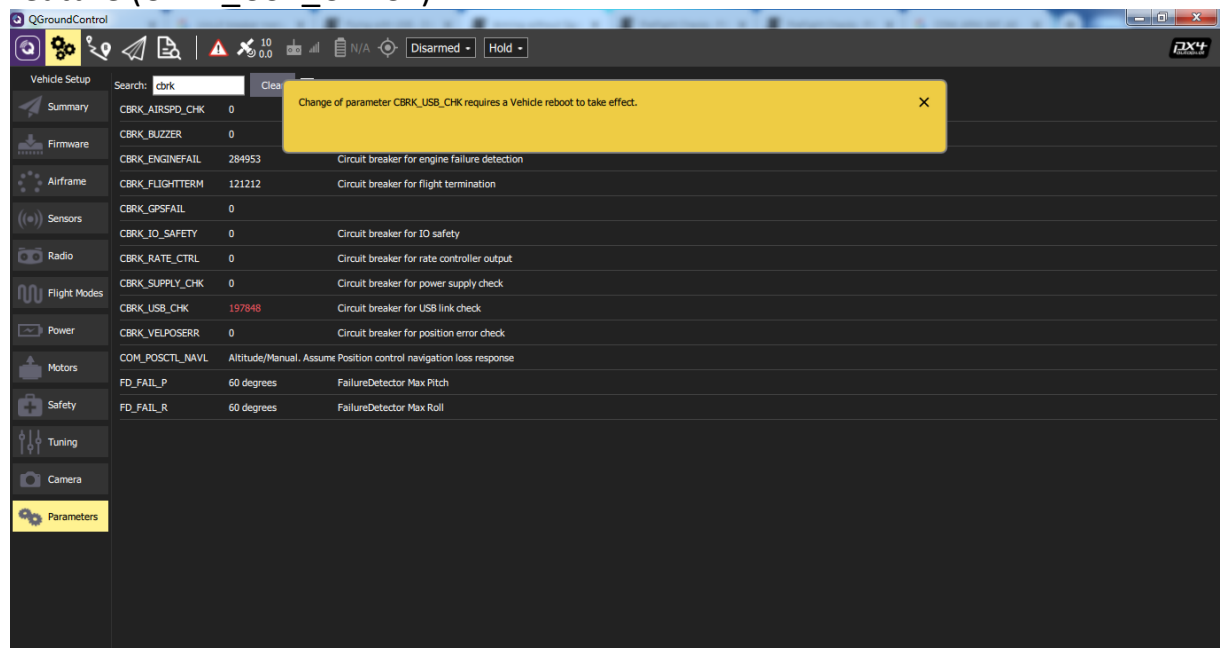 QGroundControl
10
0.0
N/A
Disarmed
Hold
PX4
Vehicle Setup
Search: cbrk
Clea
Change of parameter CBRK_USB_CHK requires a Vehicle reboot to take effect.
Summary
Firmware
Airframe
Sensors
Radio
Flight Modes
Power
Motors
Safety
Tuning
Camera
Parameters
CBRK_AIRSPD_CHK 0
CBRK_BUZZER 0
CBRK_ENGINEFAIL 284953 Circuit breaker for engine failure detection
CBRK_FLIGHTTERM 121212 Circuit breaker for flight termination
CBRK_GPSFAIL 0
CBRK_IO_SAFETY 0 Circuit breaker for IO safety
CBRK_RATE_CTRL 0 Circuit breaker for rate controller output
CBRK_SUPPLY_CHK 0 Circuit breaker for power supply check
CBRK_USB_CHK 197848 Circuit breaker for USB link check
CBRK_VELPOSERR 0 Circuit breaker for position error check
COM_POSCTL_NAVL Altitude/Manual. Assume Position control navigation loss response
FD_FAIL_P 60 degrees FailureDetector Max Pitch
FD_FAIL_R 60 degrees FailureDetector Max Roll